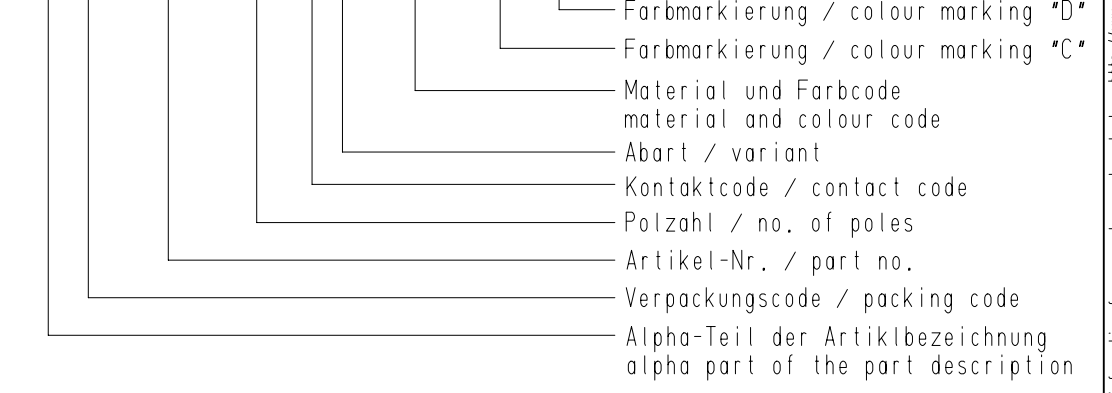 Farbmarkierung / colour marking "D"
Farbmarkierung / colour marking "C"
Material und Farbcode
material and colour code
Abart / variant
Kontaktcode / contact code
Polzahl / no. of poles
Artikel-Nr. / part no.
Verpackungscode / packing code
Alpha-Teil der Artiklbezeichnung
alpha part of the part description